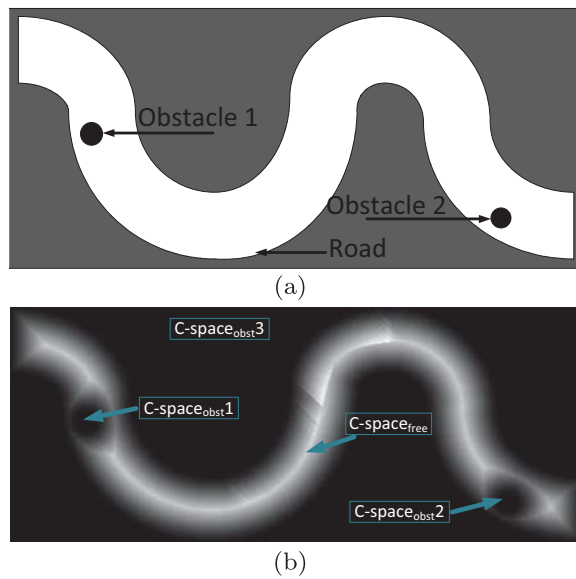 Obstacle 1
Obstacle 2
Road
(a)
C-space_obst3
C-space_obst1
C-space_free
C-space_obst2
(b)